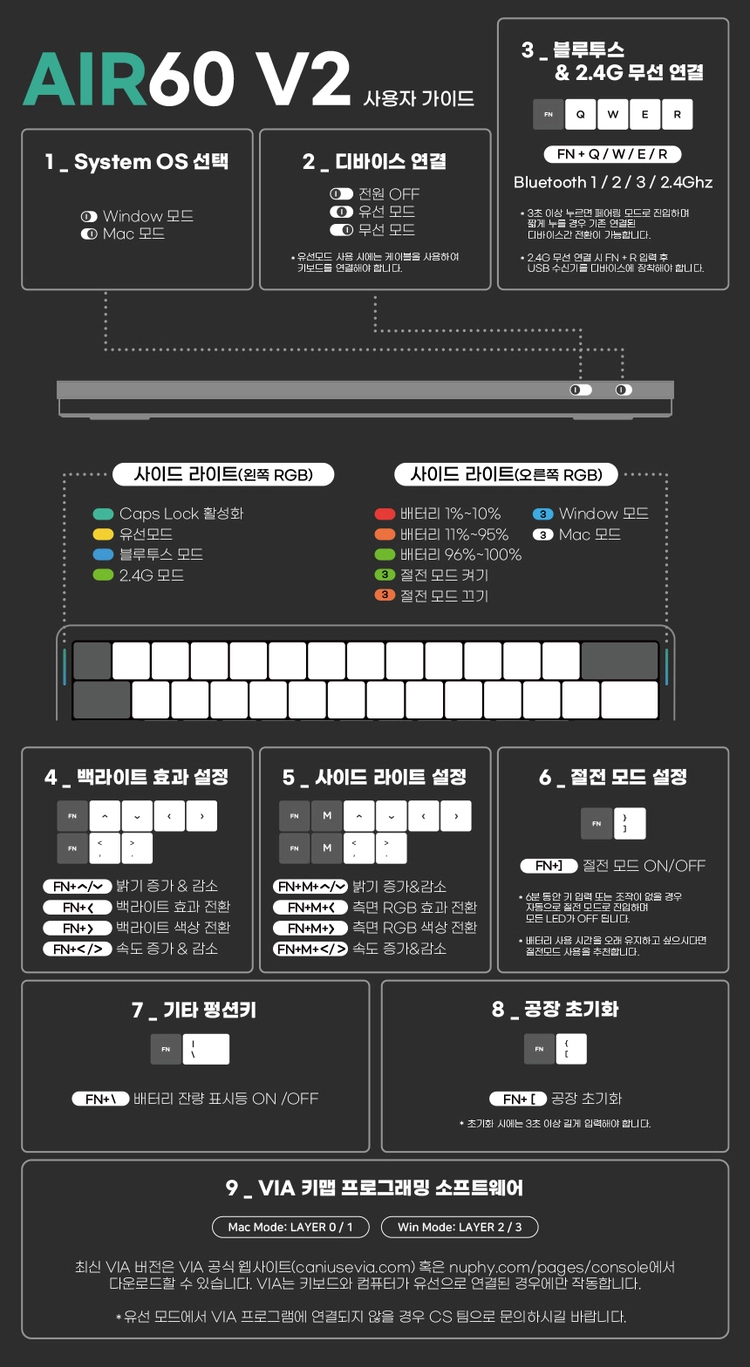 AIR60 V2 사용자 가이드
1 _ System OS 선택
Window 모드
Mac 모드
2 _ 디바이스 연결
전원 OFF
유선 모드
무선 모드
* 유선모드 사용 시에는 케이블을 사용하여
키보드를 연결해야 합니다.
3 _ 블루투스
& 2.4G 무선 연결
FN Q W E R
FN + Q / W / E / R
Bluetooth 1 / 2 / 3 / 2.4Ghz
* 3초 이상 누르면 페어링 모드로 진입하며
짧게 누를 경우 기존 연결된
디바이스간 전환이 가능합니다.
* 2.4G 무선 연결 시 FN + R 입력 후
USB 수신기를 디바이스에 장착해야 합니다.
사이드 라이트(왼쪽 RGB)
Caps Lock 활성화
유선모드
블루투스 모드
2.4G 모드
사이드 라이트(오른쪽 RGB)
배터리 1%~10%
배터리 11%~95%
배터리 96%~100%
3 절전 모드 켜기
3 절전 모드 끄기
3 Window 모드
3 Mac 모드
4 _ 백라이트 효과 설정
FN ︿ ﹀ ‹ ›
FN < , > .
FN+︿/﹀ 밝기 증가 & 감소
FN+‹ 백라이트 효과 전환
FN+› 백라이트 색상 전환
FN+</> 속도 증가 & 감소
5 _ 사이드 라이트 설정
FN M ︿ ﹀ ‹ ›
FN M < , > .
FN+M+︿/﹀ 밝기 증가&감소
FN+M+‹ 측면 RGB 효과 전환
FN+M+› 측면 RGB 색상 전환
FN+M+</> 속도 증가&감소
6 _ 절전 모드 설정
FN } ]
FN+] 절전 모드 ON/OFF
* 6분 동안 키 입력 또는 조작이 없을 경우
자동으로 절전 모드로 진입하며
모든 LED가 OFF 됩니다.
* 배터리 사용 시간을 오래 유지하고 싶으시다면
절전모드 사용을 추천합니다.
7 _ 기타 펑션키
FN | \
FN+\ 배터리 잔량 표시등 ON /OFF
8 _ 공장 초기화
FN { [
FN+ [ 공장 초기화
* 초기화 시에는 3초 이상 길게 입력해야 합니다.
9 _ VIA 키맵 프로그래밍 소프트웨어
Mac Mode: LAYER 0 / 1
Win Mode: LAYER 2 / 3
최신 VIA 버전은 VIA 공식 웹사이트(caniusevia.com) 혹은 nuphy.com/pages/console에서
다운로드할 수 있습니다. VIA는 키보드와 컴퓨터가 유선으로 연결된 경우에만 작동합니다.
*유선 모드에서 VIA 프로그램에 연결되지 않을 경우 CS 팀으로 문의하시길 바랍니다.